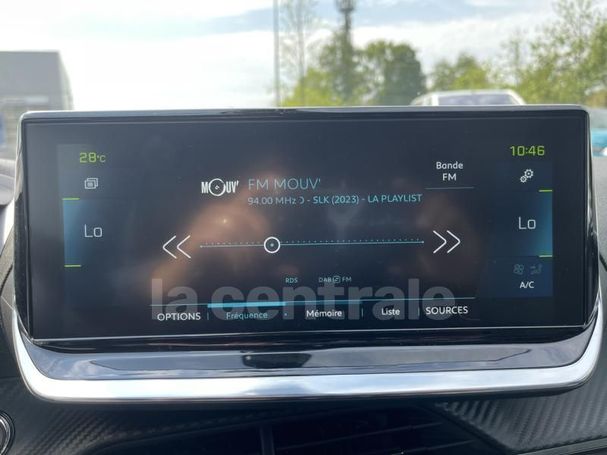 28°C
10:46
MOUV'
FM MOUV'
Bande
FM
94.00 MHz - SLK (2023) - LA PLAYLIST
Lo
Lo
A/C
RDS
DAB FM
la centrale
OPTIONS
Fréquence
Mémoire
Liste
SOURCES